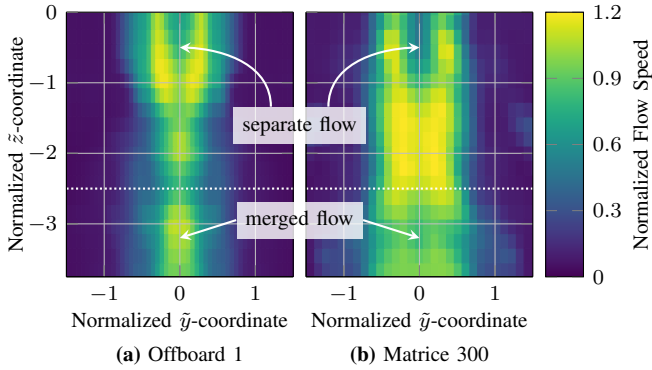 0
−1
−2
−3
Normalized z̃-coordinate
separate flow
merged flow
−1 0 1
−1 0 1
Normalized ỹ-coordinate
Normalized ỹ-coordinate
(a) Offboard 1
(b) Matrice 300
1.2
0.9
0.6
0.3
0
Normalized Flow Speed